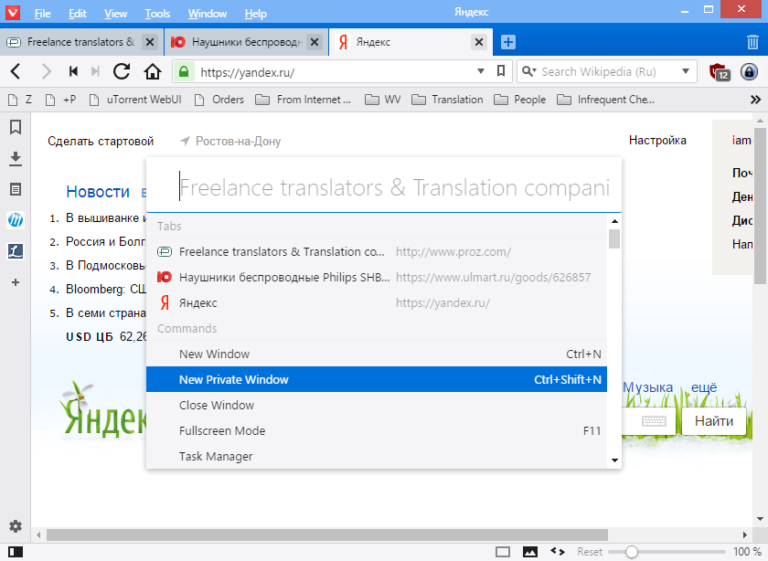 File Edit View Tools Window Help Яндекс
Freelance translators & Наушники беспроводн Яндекс
https://yandex.ru/ Search Wikipedia (Ru) 12
Z +P uTorrent WebUI Orders From Internet ... WV Translation People Infrequent Che...
Сделать стартовой Ростов-на-Дону Настройка iam
Freelance translators & Translation compani
Новости в
Поч
Ден
Дис
Нап
1. В вышиванке и
2. Россия и Болг
3. В Подмосковье
4. Bloomberg: СШ
5. В семи страна
USD ЦБ 62,26
Tabs
Freelance translators & Translation co... http://www.proz.com/
Наушники беспроводные Philips SHB... https://www.ulmart.ru/goods/626857
Яндекс https://yandex.ru/
Commands
New Window Ctrl+N
New Private Window Ctrl+Shift+N
Close Window
Fullscreen Mode F11
Task Manager
Музыка ещё
Яндекс
Найти
Reset 100 %